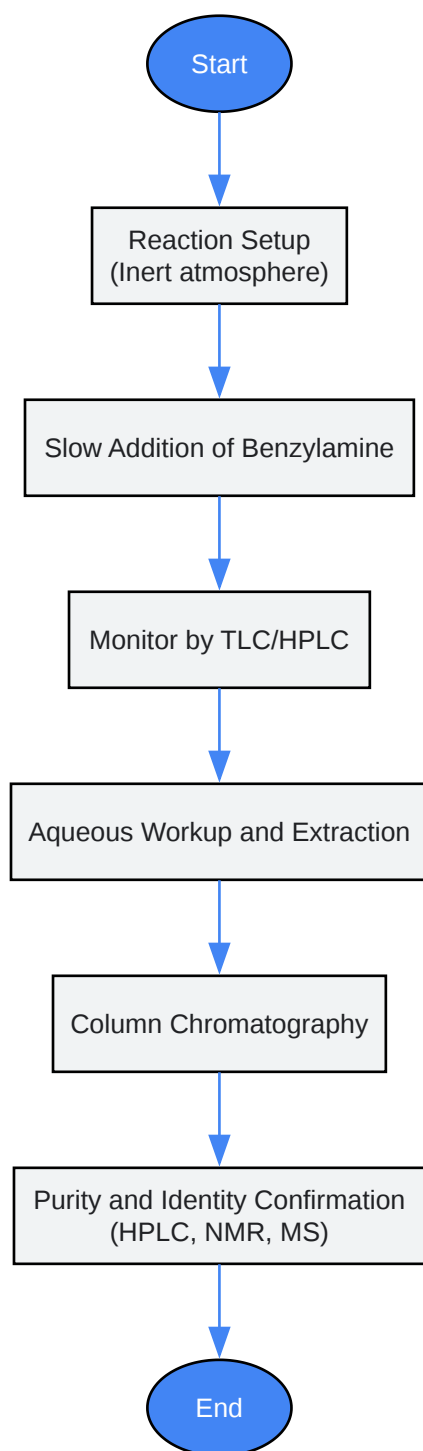 Start
Reaction Setup
(Inert atmosphere)
Slow Addition of Benzylamine
Monitor by TLC/HPLC
Aqueous Workup and Extraction
Column Chromatography
Purity and Identity Confirmation
(HPLC, NMR, MS)
End